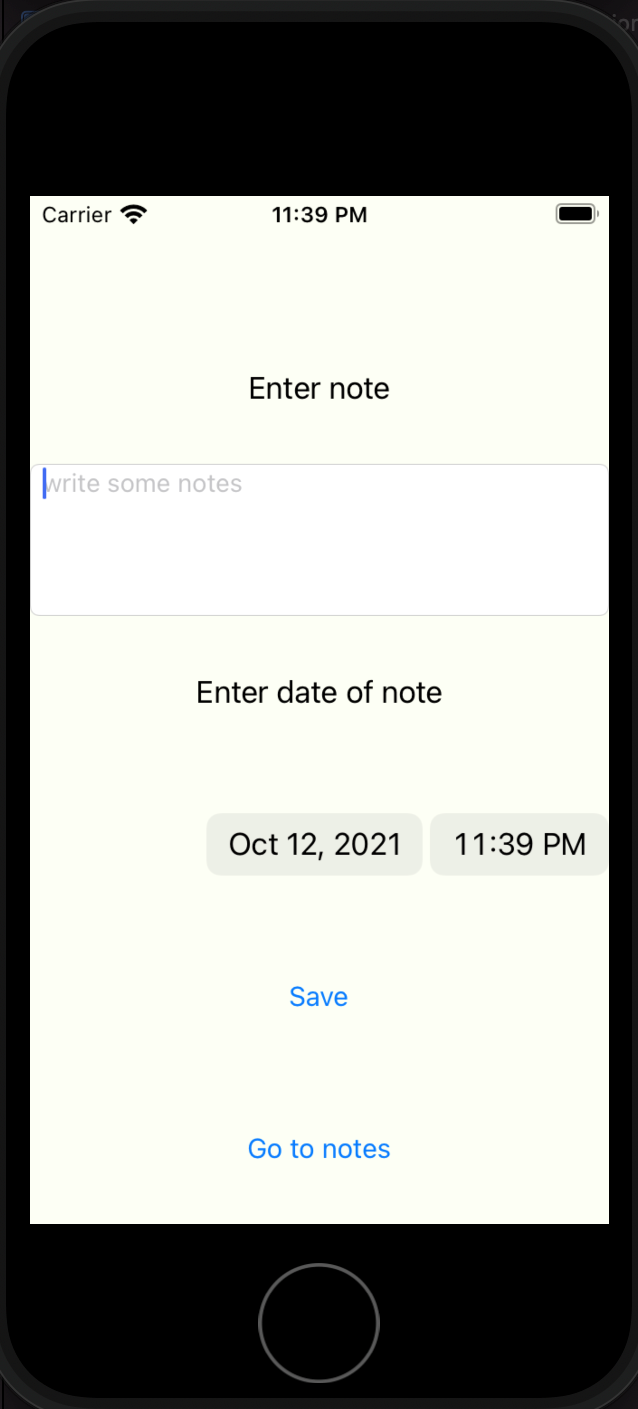 Carrier 11:39 PM
Enter note
write some notes
Enter date of note
Oct 12, 2021 11:39 PM
Save
Go to notes